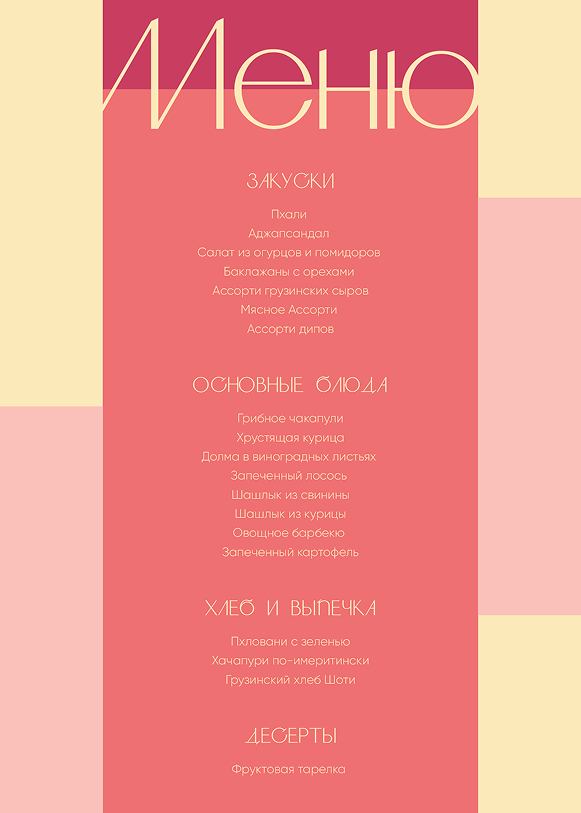 Меню
ЗАКУСКИ
Пхали
Аджапсандал
Салат из огурцов и помидоров
Баклажаны с орехами
Ассорти грузинских сыров
Мясное Ассорти
Ассорти дипов
ОСНОВНЫЕ БЛЮДА
Грибное чакапули
Хрустящая курица
Долма в виноградных листьях
Запеченный лосось
Шашлык из свинины
Шашлык из курицы
Овощное барбекю
Запеченный картофель
ХЛЕБ И ВЫПЕЧКА
Пхловани с зеленью
Хачапури по-имеритински
Грузинский хлеб Шоти
ДЕСЕРТЫ
Фруктовая тарелка